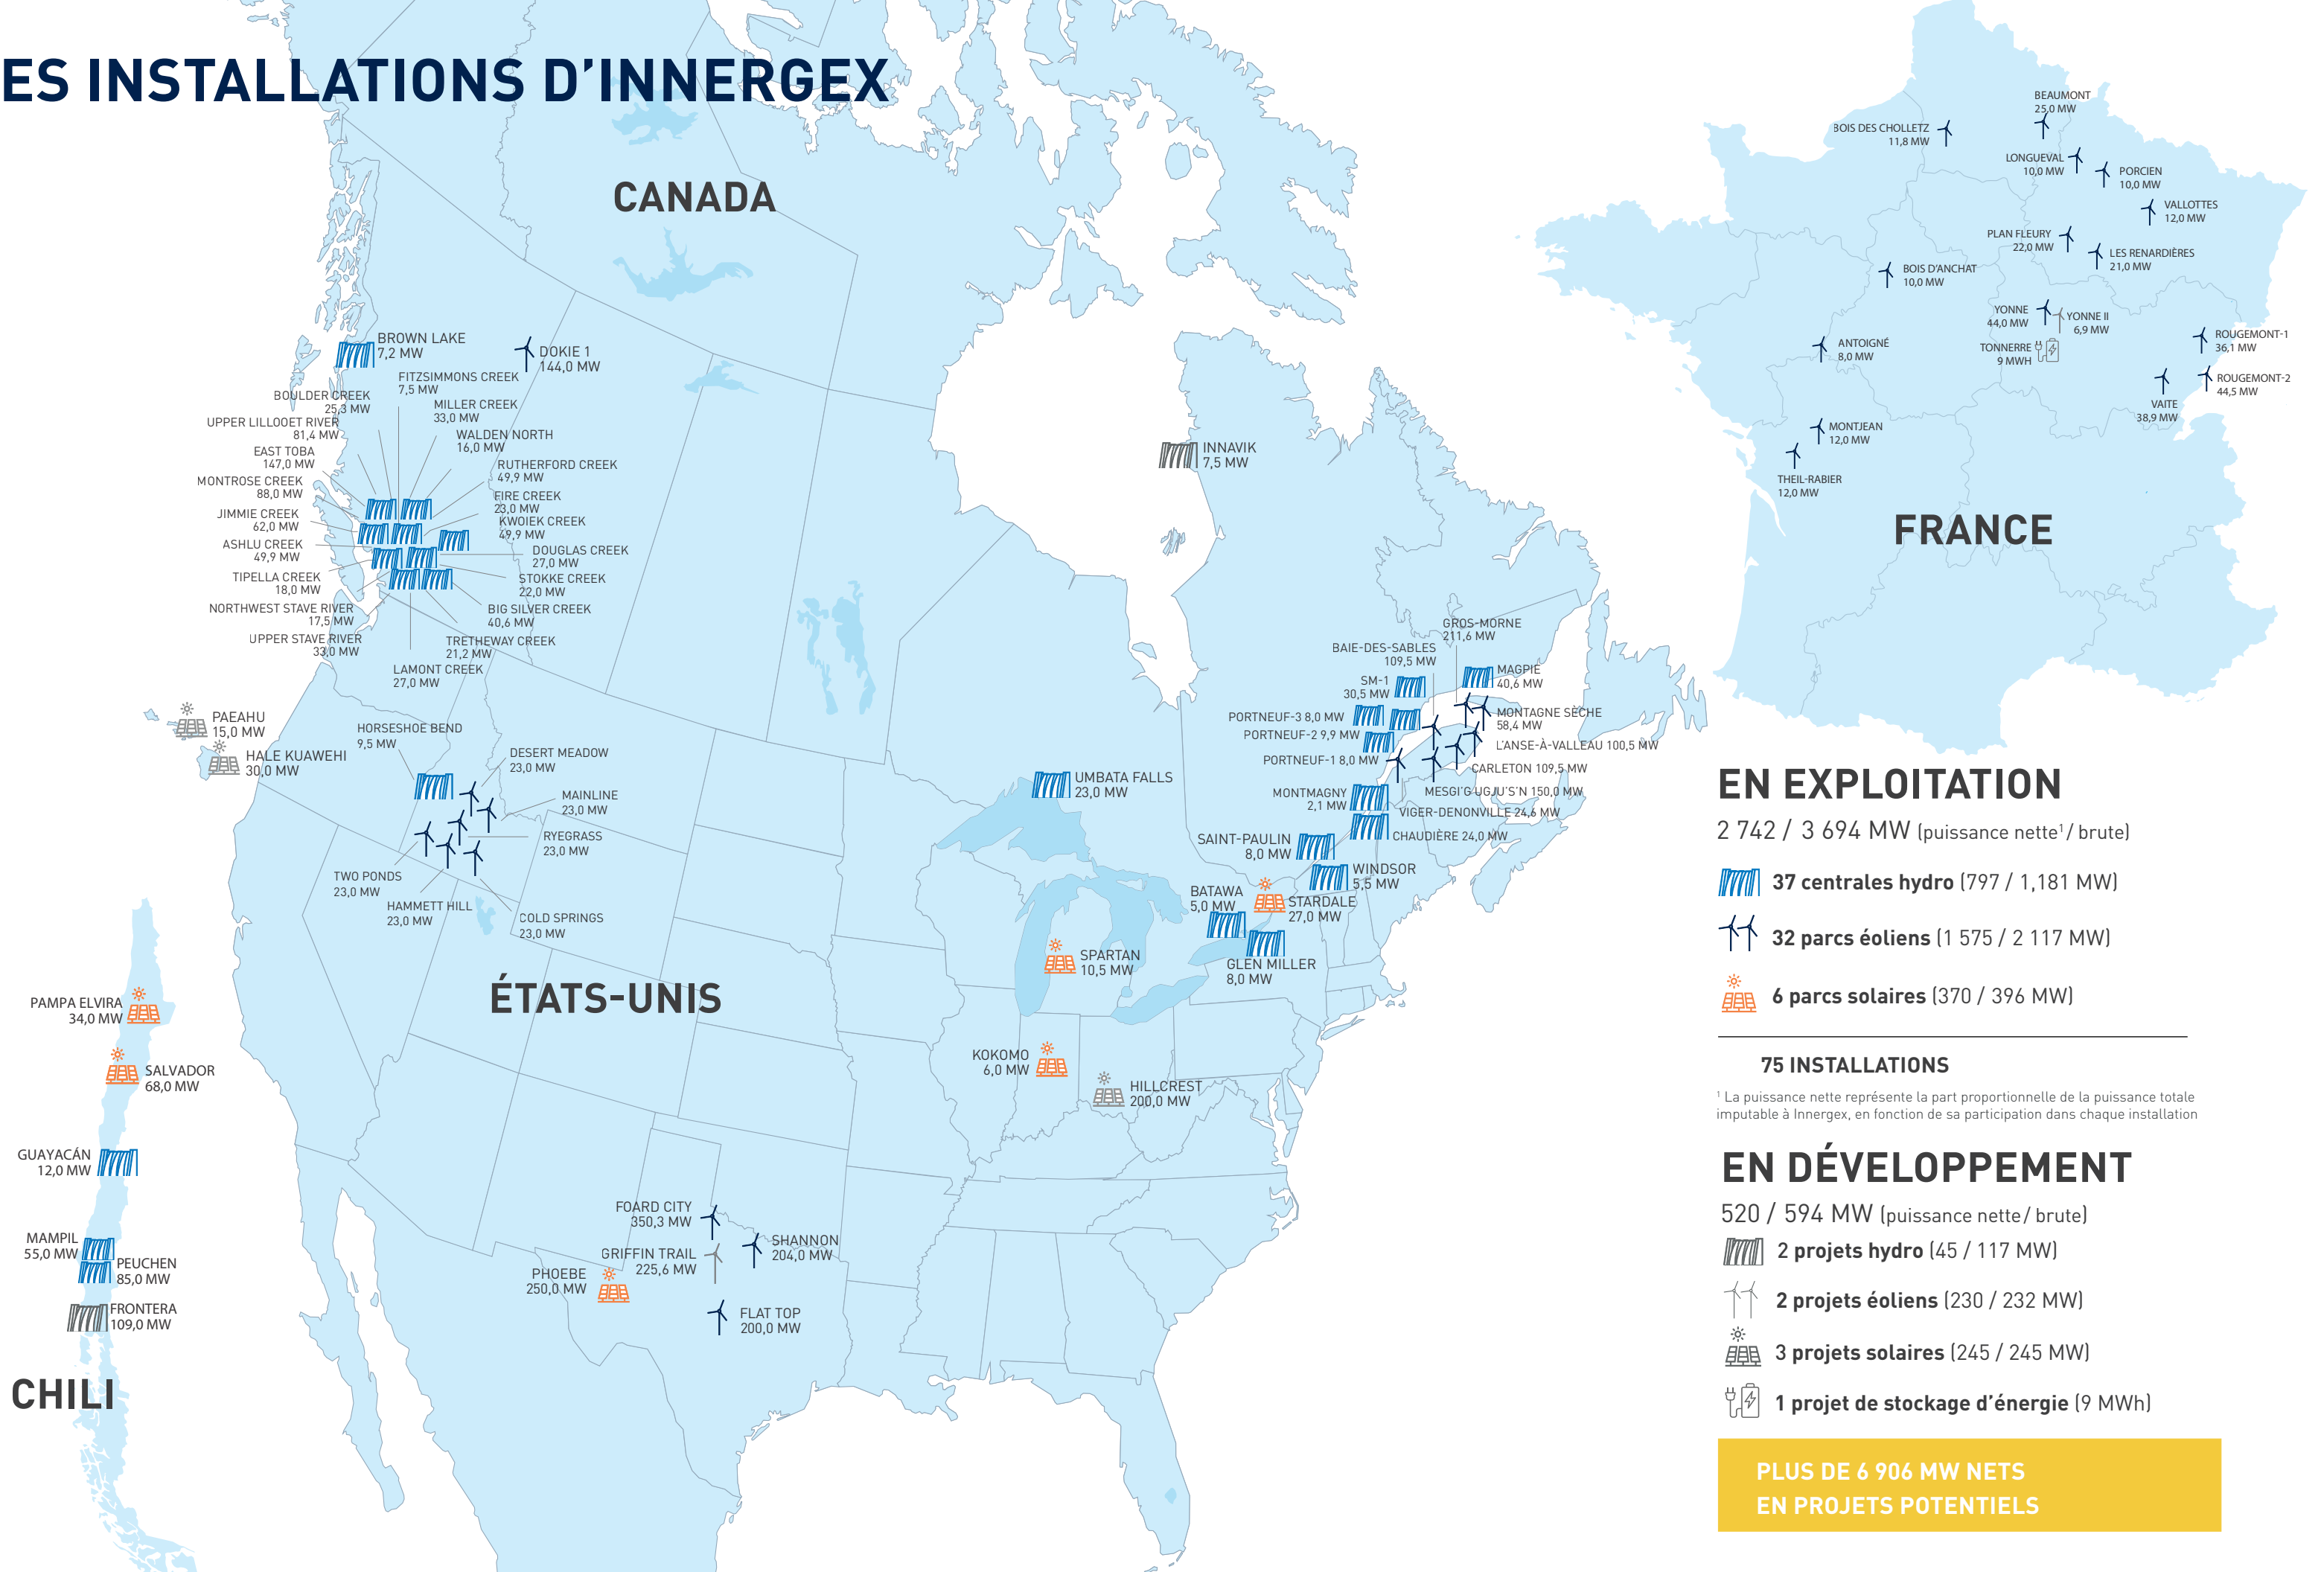 ES INSTALLATIONS D'INNERGEX
CANADA
BROWN LAKE
7,2 MW
DOKIE 1
144,0 MW
FITZSIMMONS CREEK
7,5 MW
BOULDER CREEK
25,3 MW
MILLER CREEK
33,0 MW
UPPER LILLOOET RIVER
81,4 MW
WALDEN NORTH
16,0 MW
EAST TOBA
147,0 MW
RUTHERFORD CREEK
49,9 MW
MONTROSE CREEK
88,0 MW
FIRE CREEK
23,0 MW
JIMMIE CREEK
62,0 MW
KWOIEK CREEK
49,9 MW
ASHLU CREEK
49,9 MW
DOUGLAS CREEK
27,0 MW
TIPELLA CREEK
18,0 MW
STOKKE CREEK
22,0 MW
NORTHWEST STAVE RIVER
17,5 MW
BIG SILVER CREEK
40,6 MW
UPPER STAVE RIVER
33,0 MW
TRETHEWAY CREEK
21,2 MW
LAMONT CREEK
27,0 MW
PAEAHU
15,0 MW
HALE KUAWEHI
30,0 MW
HORSESHOE BEND
9,5 MW
DESERT MEADOW
23,0 MW
MAINLINE
23,0 MW
RYEGRASS
23,0 MW
TWO PONDS
23,0 MW
HAMMETT HILL
23,0 MW
COLD SPRINGS
23,0 MW
ÉTATS-UNIS
INNAVIK
7,5 MW
GROS-MORNE
211,6 MW
BAIE-DES-SABLES
109,5 MW
MAGPIE
40,6 MW
SM-1
30,5 MW
MONTAGNE SÈCHE
58,4 MW
PORTNEUF-3 8,0 MW
PORTNEUF-2 9,9 MW
L'ANSE-À-VALLEAU 100,5 MW
PORTNEUF-1 8,0 MW
CARLETON 109,5 MW
MESGI'G UGJU'S'N 150,0 MW
MONTMAGNY
2,1 MW
VIGER-DENONVILLE 24,6 MW
CHAUDIÈRE 24,0 MW
SAINT-PAULIN
8,0 MW
WINDSOR
5,5 MW
UMBATA FALLS
23,0 MW
BATAWA
5,0 MW
STARDALE
27,0 MW
GLEN MILLER
8,0 MW
SPARTAN
10,5 MW
KOKOMO
6,0 MW
HILLCREST
200,0 MW
FOARD CITY
350,3 MW
SHANNON
204,0 MW
GRIFFIN TRAIL
225,6 MW
PHOEBE
250,0 MW
FLAT TOP
200,0 MW
PAMPA ELVIRA
34,0 MW
SALVADOR
68,0 MW
GUAYACÁN
12,0 MW
MAMPIL
55,0 MW
PEUCHEN
85,0 MW
FRONTERA
109,0 MW
CHILI
BEAUMONT
25,0 MW
BOIS DES CHOLLETZ
11,8 MW
LONGUEVAL
10,0 MW
PORCIEN
10,0 MW
VALLOTTES
12,0 MW
PLAN FLEURY
22,0 MW
LES RENARDIÈRES
21,0 MW
BOIS D'ANCHAT
10,0 MW
YONNE
44,0 MW
YONNE II
6,9 MW
TONNERRE
9 MWH
ROUGEMONT-1
36,1 MW
ANTOIGNÉ
8,0 MW
ROUGEMONT-2
44,5 MW
VAITE
38,9 MW
MONTJEAN
12,0 MW
THEIL-RABIER
12,0 MW
FRANCE
EN EXPLOITATION
2 742 / 3 694 MW (puissance nette¹ / brute)
37 centrales hydro (797 / 1,181 MW)
32 parcs éoliens (1 575 / 2 117 MW)
6 parcs solaires (370 / 396 MW)
75 INSTALLATIONS
¹ La puissance nette représente la part proportionnelle de la puissance totale
imputable à Innergex, en fonction de sa participation dans chaque installation
EN DÉVELOPPEMENT
520 / 594 MW (puissance nette / brute)
2 projets hydro (45 / 117 MW)
2 projets éoliens (230 / 232 MW)
3 projets solaires (245 / 245 MW)
1 projet de stockage d'énergie (9 MWh)
PLUS DE 6 906 MW NETS
EN PROJETS POTENTIELS